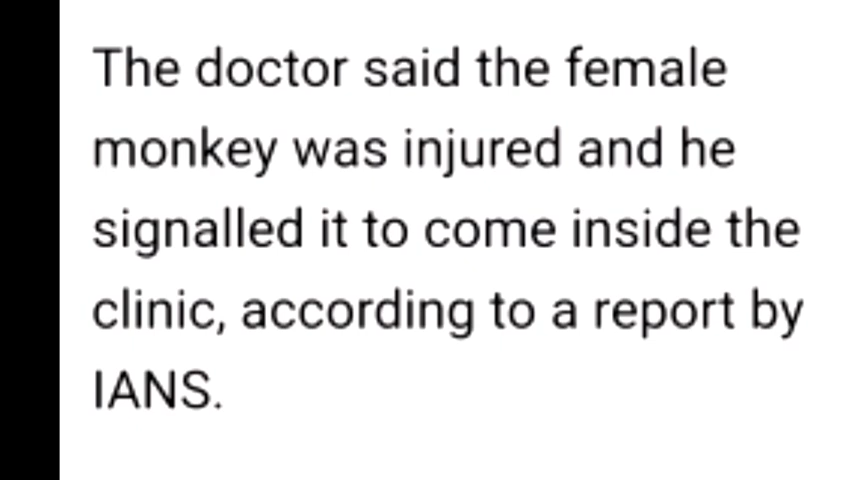 The doctor said the female
monkey was injured and he
signalled it to come inside the
clinic, according to a report by
IANS.